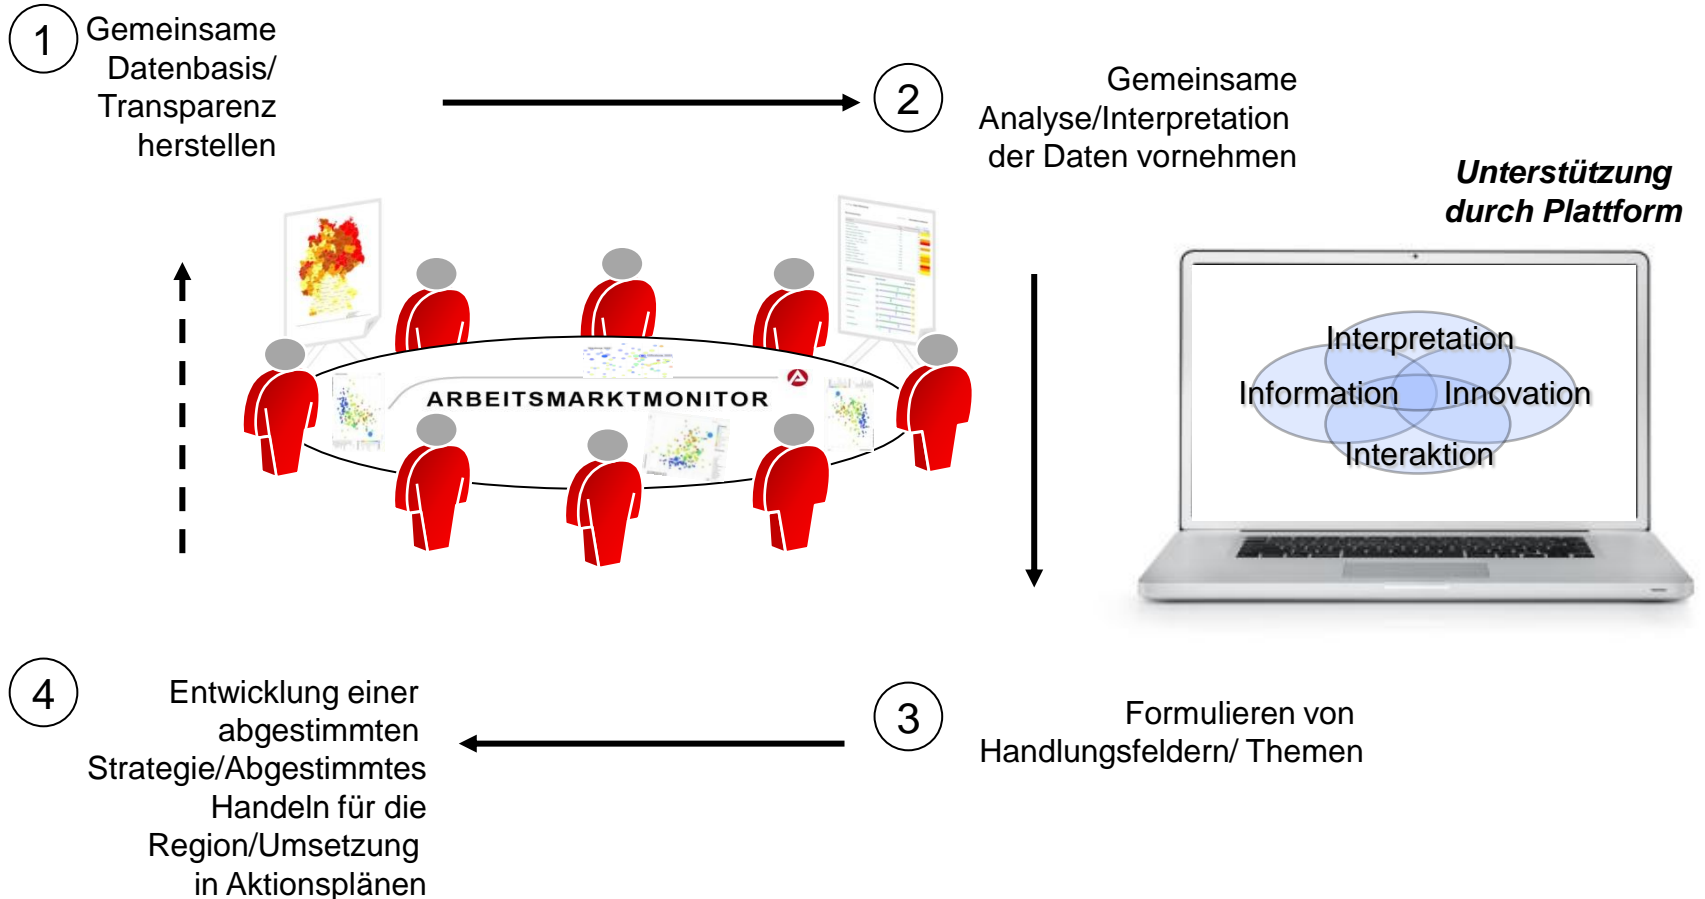 1
Gemeinsame
Datenbasis/
Transparenz
herstellen
2
Gemeinsame
Analyse/Interpretation
der Daten vornehmen
Unterstützung
durch Plattform
Interpretation
Information Innovation
Interaktion
ARBEITSMARKTMONITOR
4
Entwicklung einer
abgestimmten
Strategie/Abgestimmtes
Handeln für die
Region/Umsetzung
in Aktionsplänen
3
Formulieren von
Handlungsfeldern/ Themen